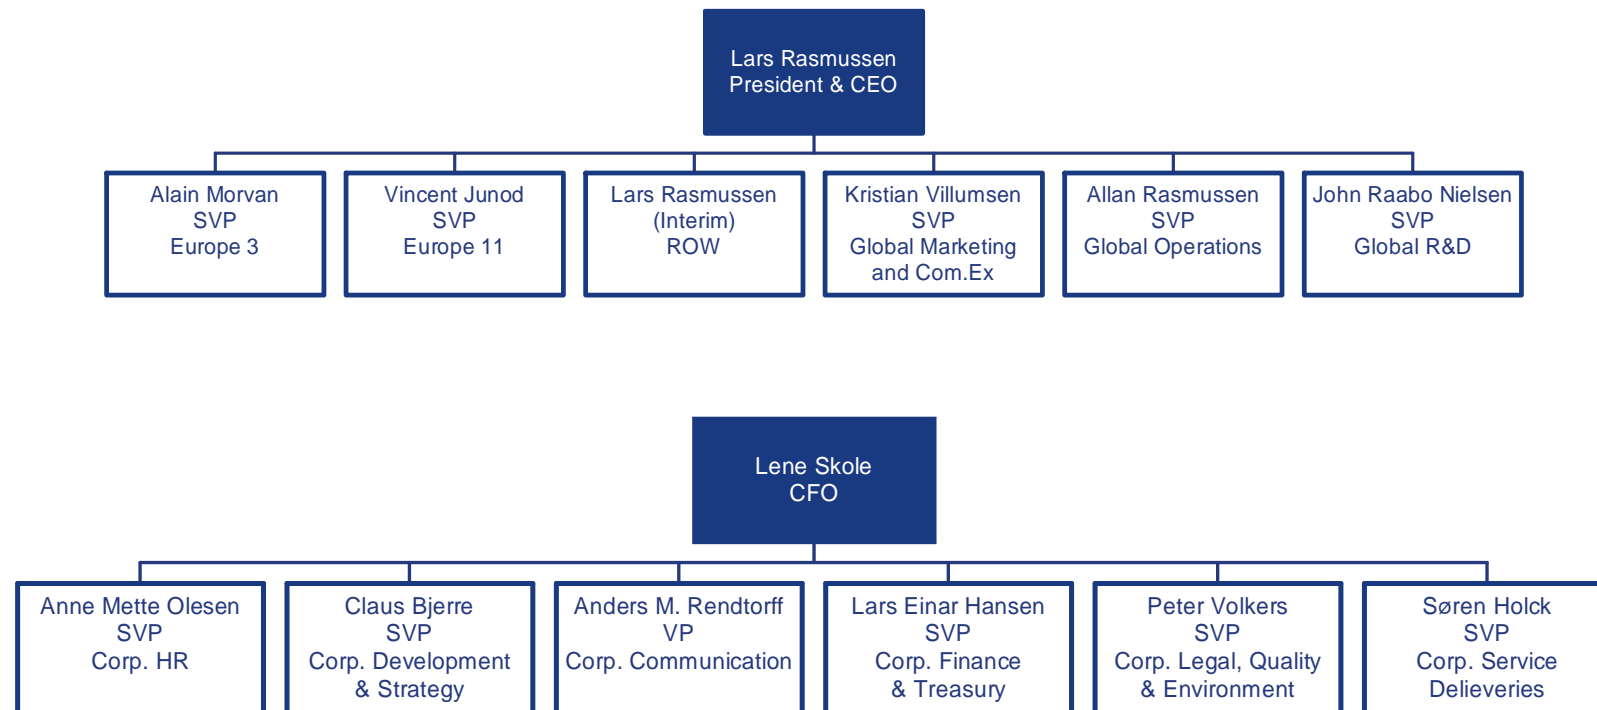 Lars Rasmussen
President & CEO
Alain Morvan
SVP
Europe 3
Vincent Junod
SVP
Europe 11
Lars Rasmussen
(Interim)
ROW
Kristian Villumsen
SVP
Global Marketing
and Com.Ex
Allan Rasmussen
SVP
Global Operations
John Raabo Nielsen
SVP
Global R&D
Lene Skole
CFO
Anne Mette Olesen
SVP
Corp. HR
Claus Bjerre
SVP
Corp. Development
& Strategy
Anders M. Rendtorff
VP
Corp. Communication
Lars Einar Hansen
SVP
Corp. Finance
& Treasury
Peter Volkers
SVP
Corp. Legal, Quality
& Environment
Søren Holck
SVP
Corp. Service
Delieveries